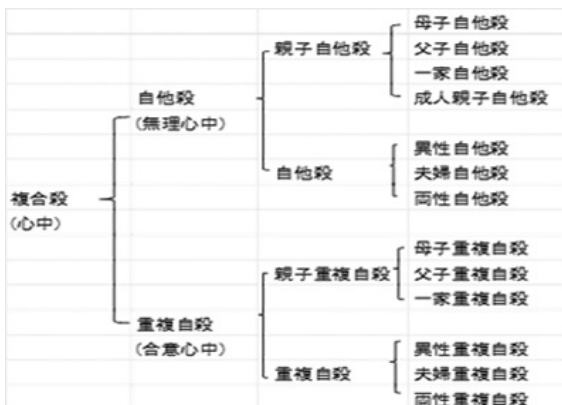 母子自他殺
父子自他殺
親子自他殺
一家自他殺
自他殺
成人親子自他殺
(無理心中)
異性自他殺
自他殺
夫婦自他殺
複合殺
両性自他殺
(心中)
母子重複自殺
親子重複自殺
父子重複自殺
一家重複自殺
重複自殺
(合意心中)
異性重複自殺
重複自殺
夫婦重複自殺
両性重複自殺